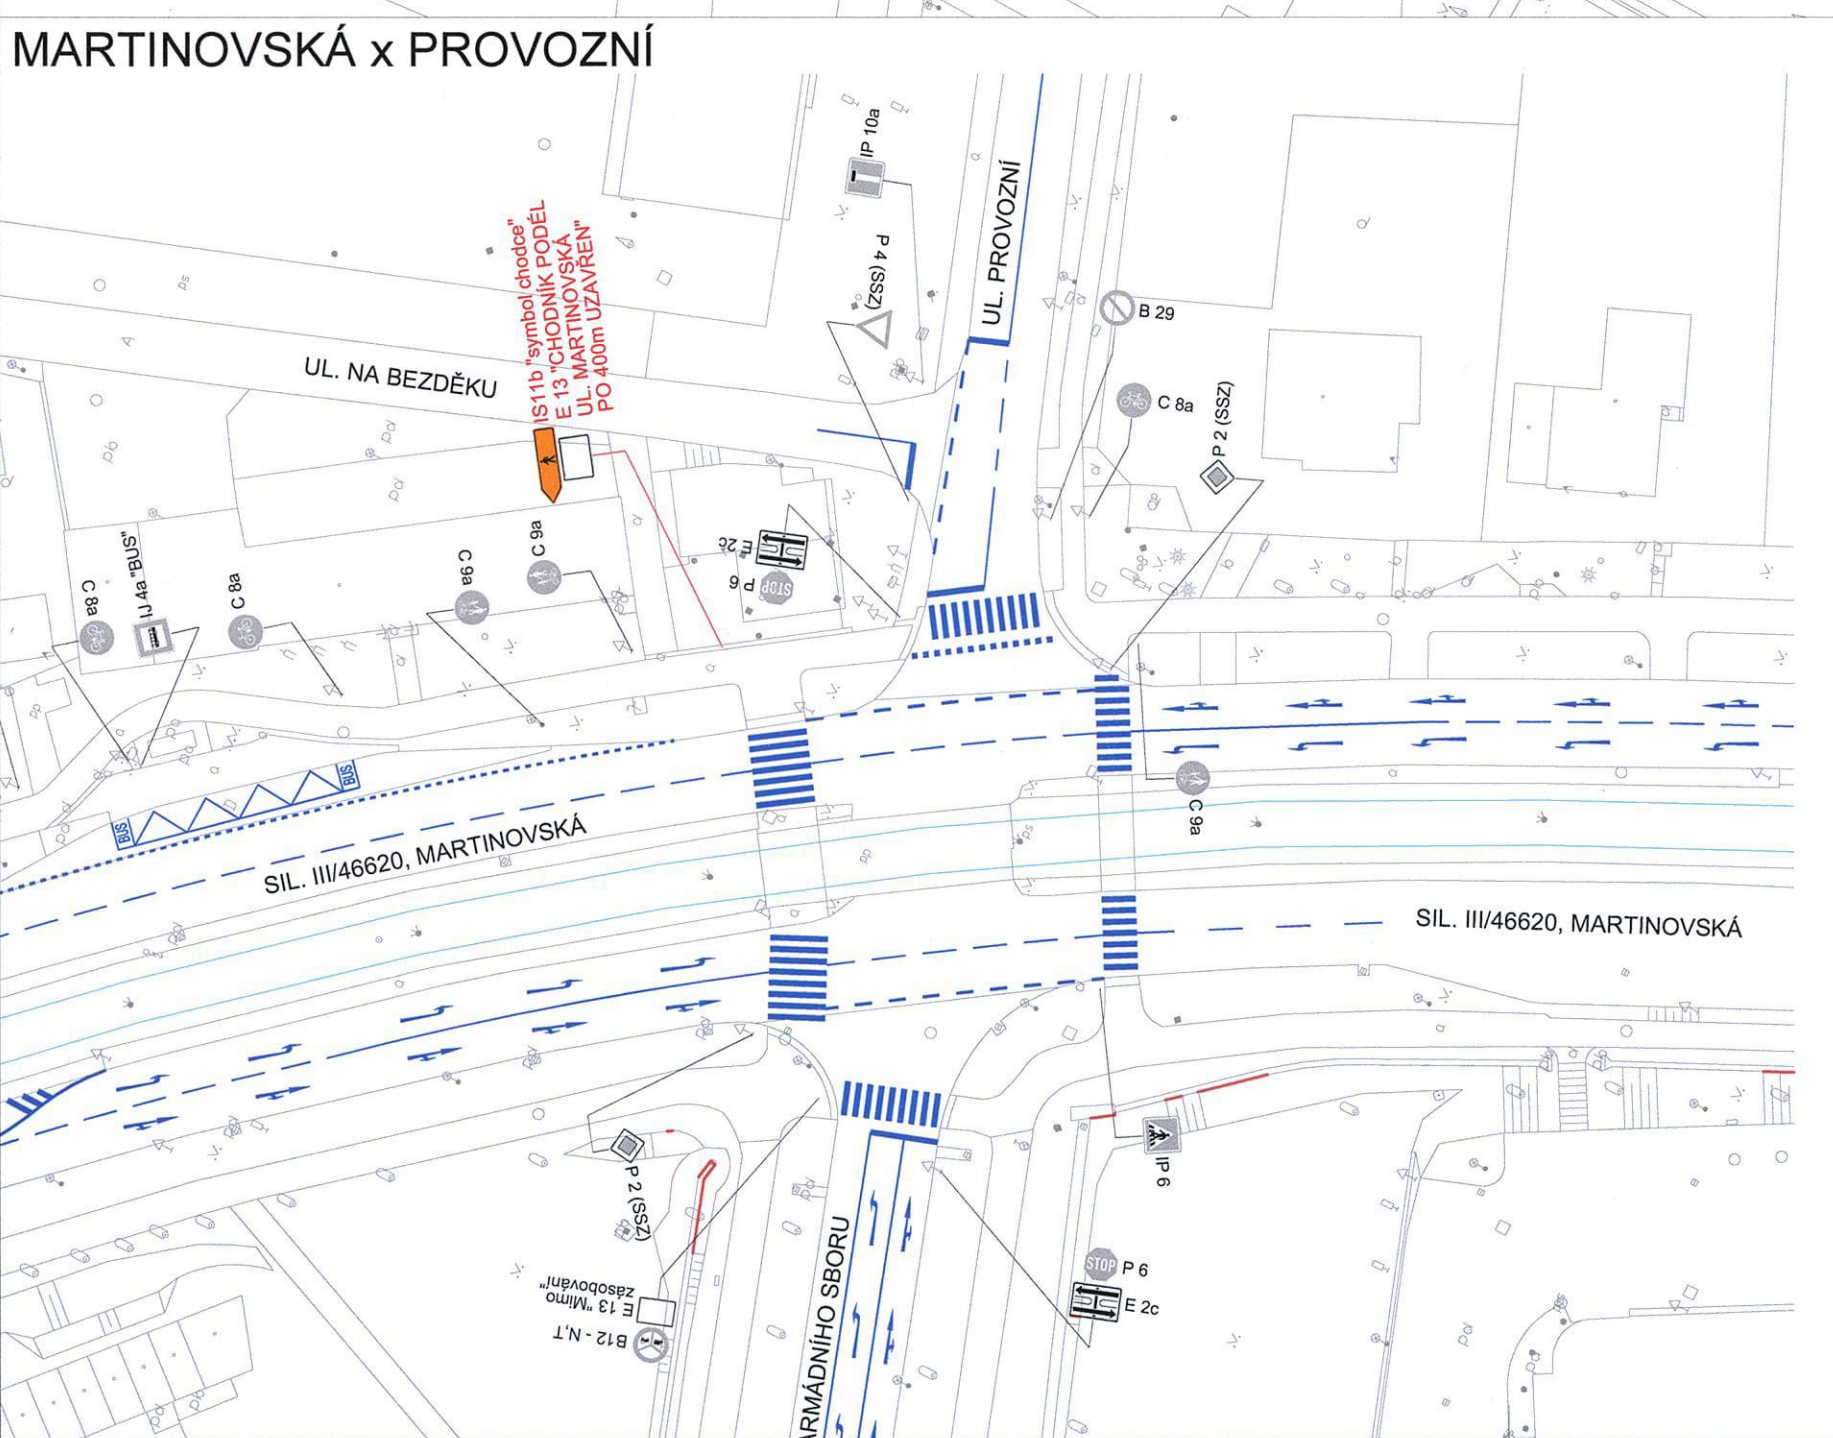 MARTINOVSKÁ x PROVOZNÍ
IP 10a
P 4 (SSZ)
UL. PROVOZNÍ
B 29
C 8a
P 2 (SSZ)
IS11b "symbol chodce"
E 13 "CHODNÍK PODÉL
UL. MARTINOVSKÁ
PO 400m UZAVŘEN"
UL. NA BEZDĚKU
E 2c
P 6
STOP
C 9a
C 9a
C 8a
IJ 4a "BUS"
C 8a
BUS
BUS
SIL. III/46620, MARTINOVSKÁ
C 9a
SIL. III/46620, MARTINOVSKÁ
P 2 (SSZ)
IP 6
E 13 "Mimo
zásobování"
B12 - N,T
ARMÁDNÍHO SBORU
STOP
P 6
E 2c